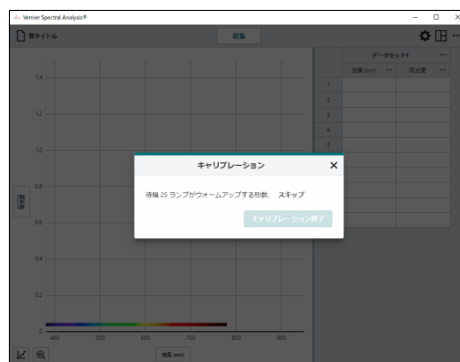 Vernier Spectral Analysis®
無タイトル
収集
データセット1
波長 (nm)
吸光度
1
2
3
4
5
1.4
1.2
1.0
0.8
0.6
0.4
0.2
0
400
500
600
700
800
900
波長 (nm)
キャリブレーション
待機 25 ランプがウォームアップする秒数. スキップ
キャリブレーション終了